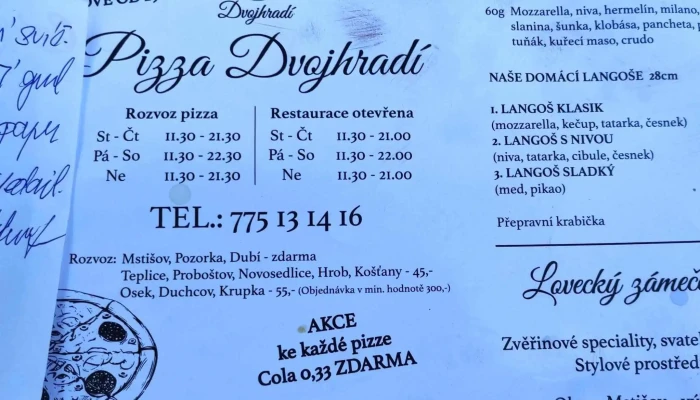 Dvojhradí
Pizza Dvojhradí
Rozvoz pizza
St - Čt 11.30 - 21.30
Pá - So 11.30 - 22.30
Ne 11.30 - 21.30
Restaurace otevřena
St - Čt 11.30 - 21.00
Pá - So 11.30 - 22.00
Ne 11.30 - 21.00
TEL.: 775 13 14 16
Rozvoz: Mstišov, Pozorka, Dubí - zdarma
Teplice, Proboštov, Novosedlice, Hrob, Košťany - 45,-
Osek, Duchcov, Krupka - 55,- (Objednávka v min. hodnotě 300,-)
AKCE
ke každé pizze
Cola 0,33 ZDARMA
60g Mozzarella, niva, hermelín, milano,
slanina, šunka, klobása, pancheta,
tuňák, kuřecí maso, crudo
NAŠE DOMÁCÍ LANGOŠE 28cm
1. LANGOŠ KLASIK
(mozzarella, kečup, tatarka, česnek)
2. LANGOŠ S NIVOU
(niva, tatarka, cibule, česnek)
3. LANGOŠ SLADKÝ
(med, pikao)
Přepravní krabička
Lovecký zámeč
Zvěřinové speciality, svate
Stylové prostřed